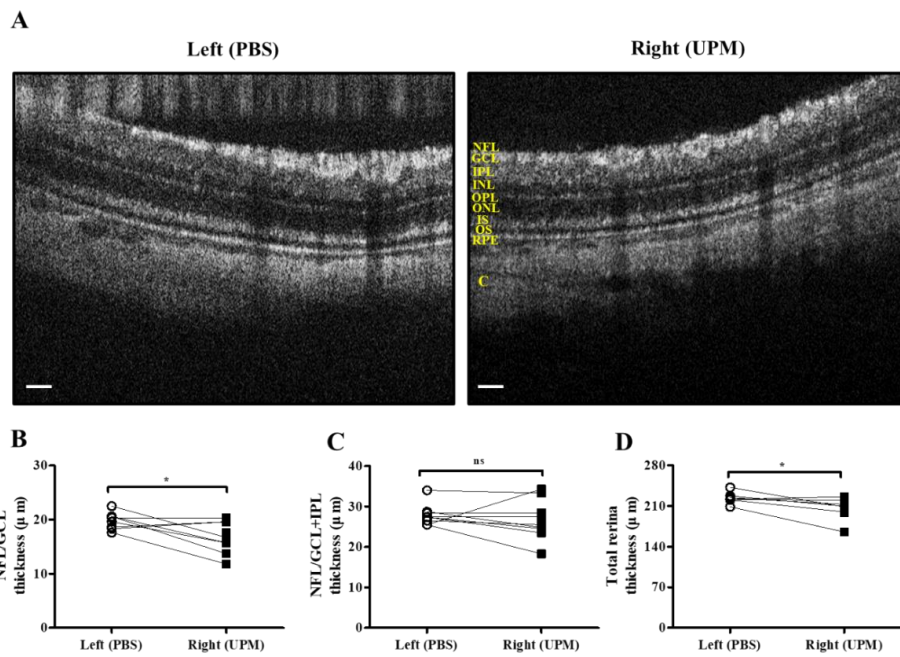 A
Left (PBS)
Right (UPM)
NFL
GCL
IPL
INL
OPL
ONL
IS
OS
RPE
C
B
NFL/GCL
thickness (μ m)
30
20
10
0
*
Left (PBS)
Right (UPM)
C
NFL/GCL+IPL
thickness (μ m)
40
30
20
10
0
ns
Left (PBS)
Right (UPM)
D
Total rerina
thickness (μ m)
280
210
140
70
0
*
Left (PBS)
Right (UPM)